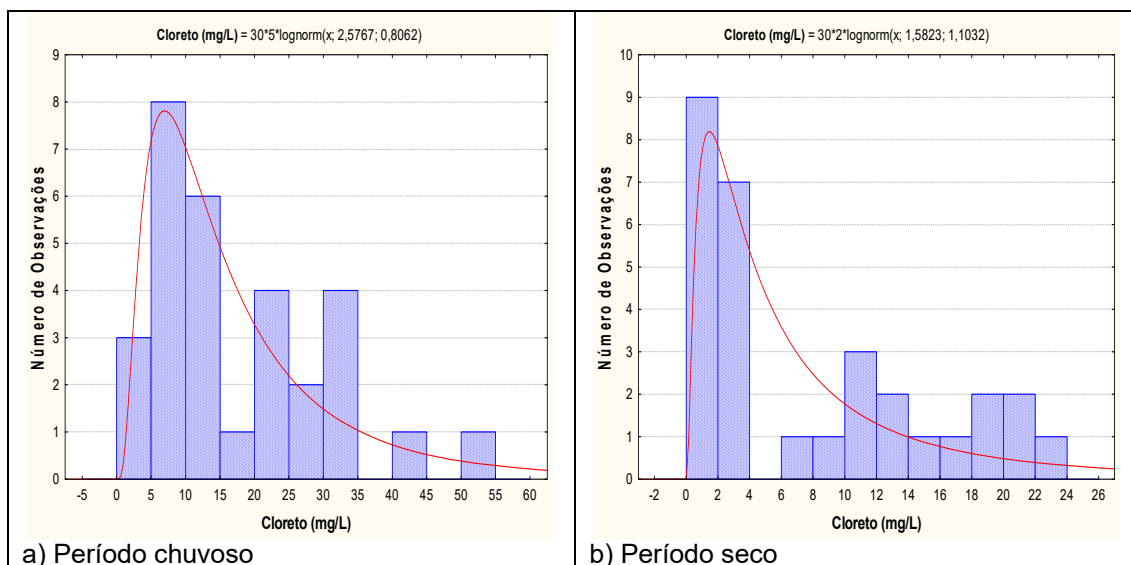 Cloreto (mg/L) = 30*5*lognorm(x; 2,5767; 0,8062)
9
8
7
6
5
4
3
2
1
0
Número de Observações
-5 0 5 10 15 20 25 30 35 40 45 50 55 60
Cloreto (mg/L)
a) Período chuvoso
Cloreto (mg/L) = 30*2*lognorm(x; 1,5823; 1,1032)
10
9
8
7
6
5
4
3
2
1
0
Número de Observações
-2 0 2 4 6 8 10 12 14 16 18 20 22 24 26
Cloreto (mg/L)
b) Período seco